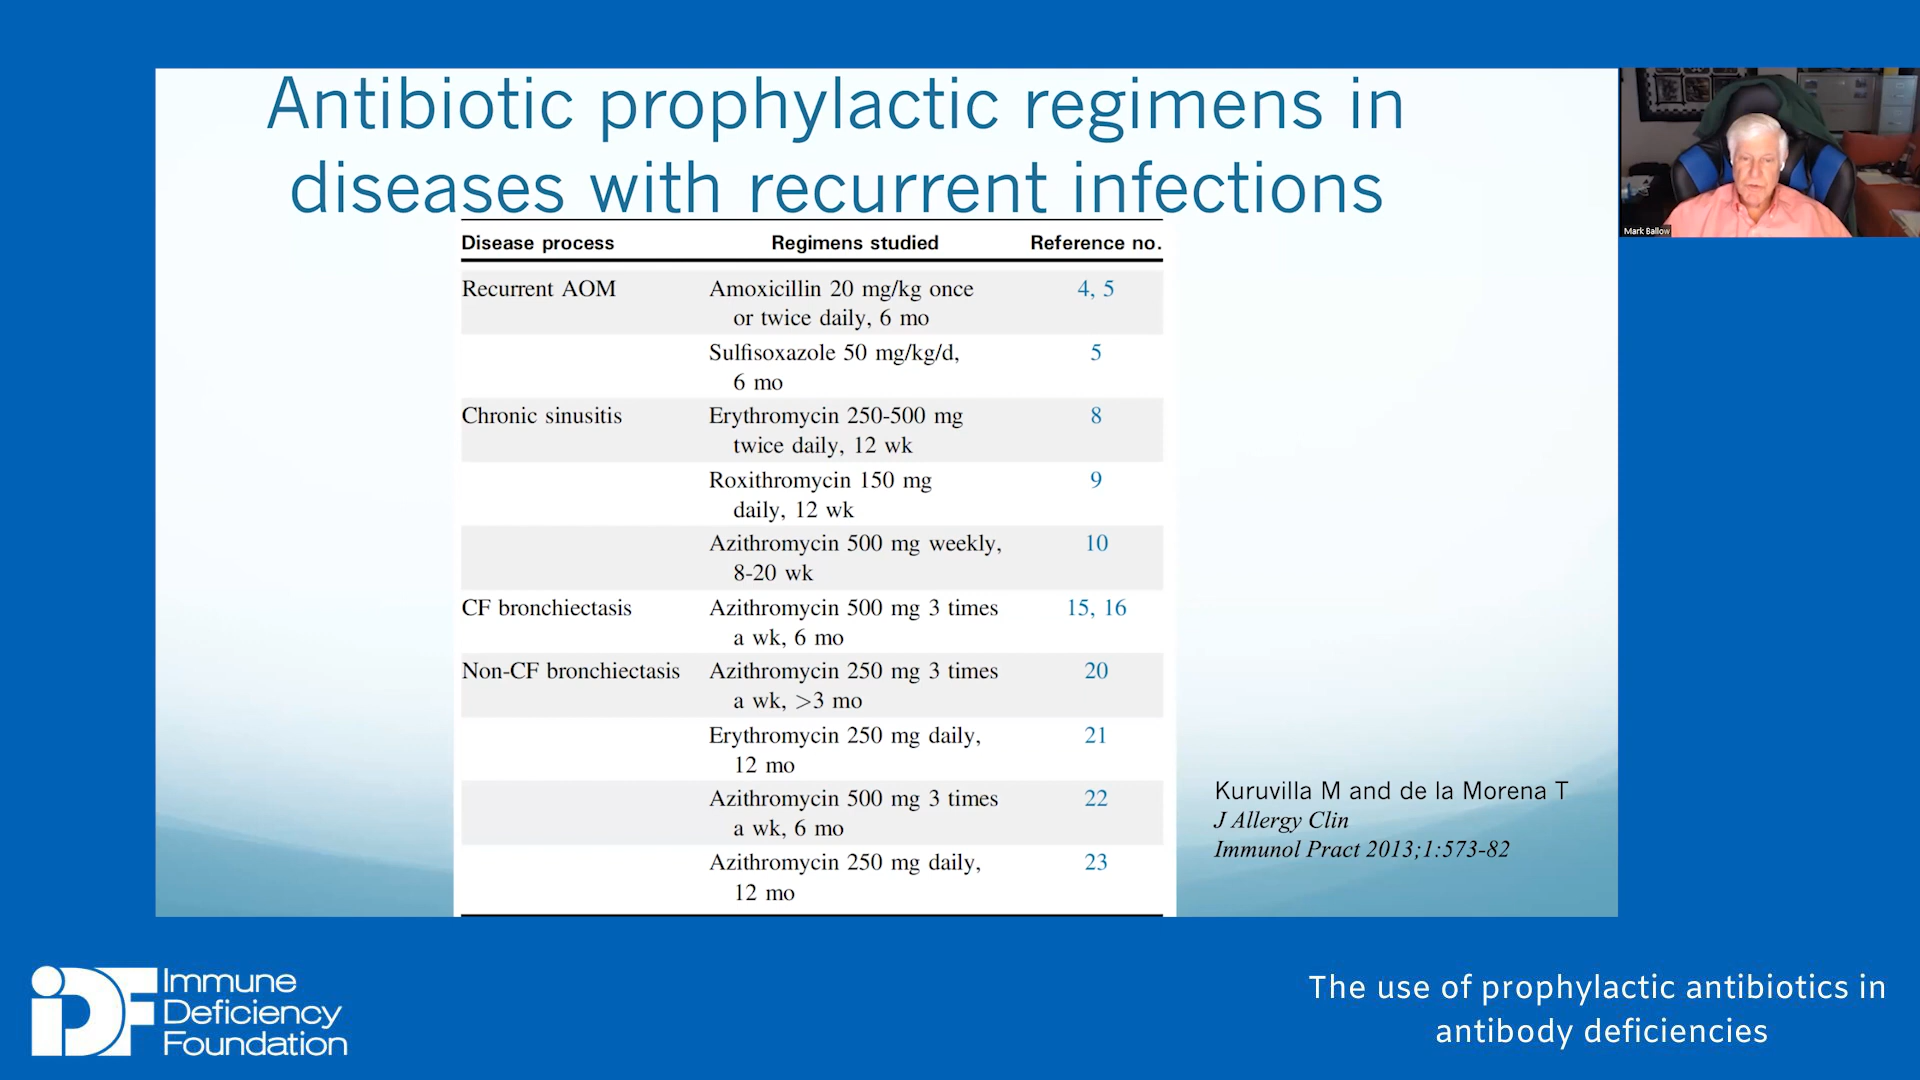 Antibiotic prophylactic regimens in
diseases with recurrent infections
Disease process Regimens studied Reference no.
Recurrent AOM Amoxicillin 20 mg/kg once 4, 5
or twice daily, 6 mo
Sulfisoxazole 50 mg/kg/d, 5
6 mo
Chronic sinusitis Erythromycin 250-500 mg 8
twice daily, 12 wk
Roxithromycin 150 mg 9
daily, 12 wk
Azithromycin 500 mg weekly, 10
8-20 wk
CF bronchiectasis Azithromycin 500 mg 3 times 15, 16
a wk, 6 mo
Non-CF bronchiectasis Azithromycin 250 mg 3 times 20
a wk, >3 mo
Erythromycin 250 mg daily, 21
12 mo
Azithromycin 500 mg 3 times 22
a wk, 6 mo
Azithromycin 250 mg daily, 23
12 mo
Kuruvilla M and de la Morena T
J Allergy Clin
Immunol Pract 2013;1:573-82
Mark Ballow
iDF
Immune
Deficiency
Foundation
The use of prophylactic antibiotics in
antibody deficiencies